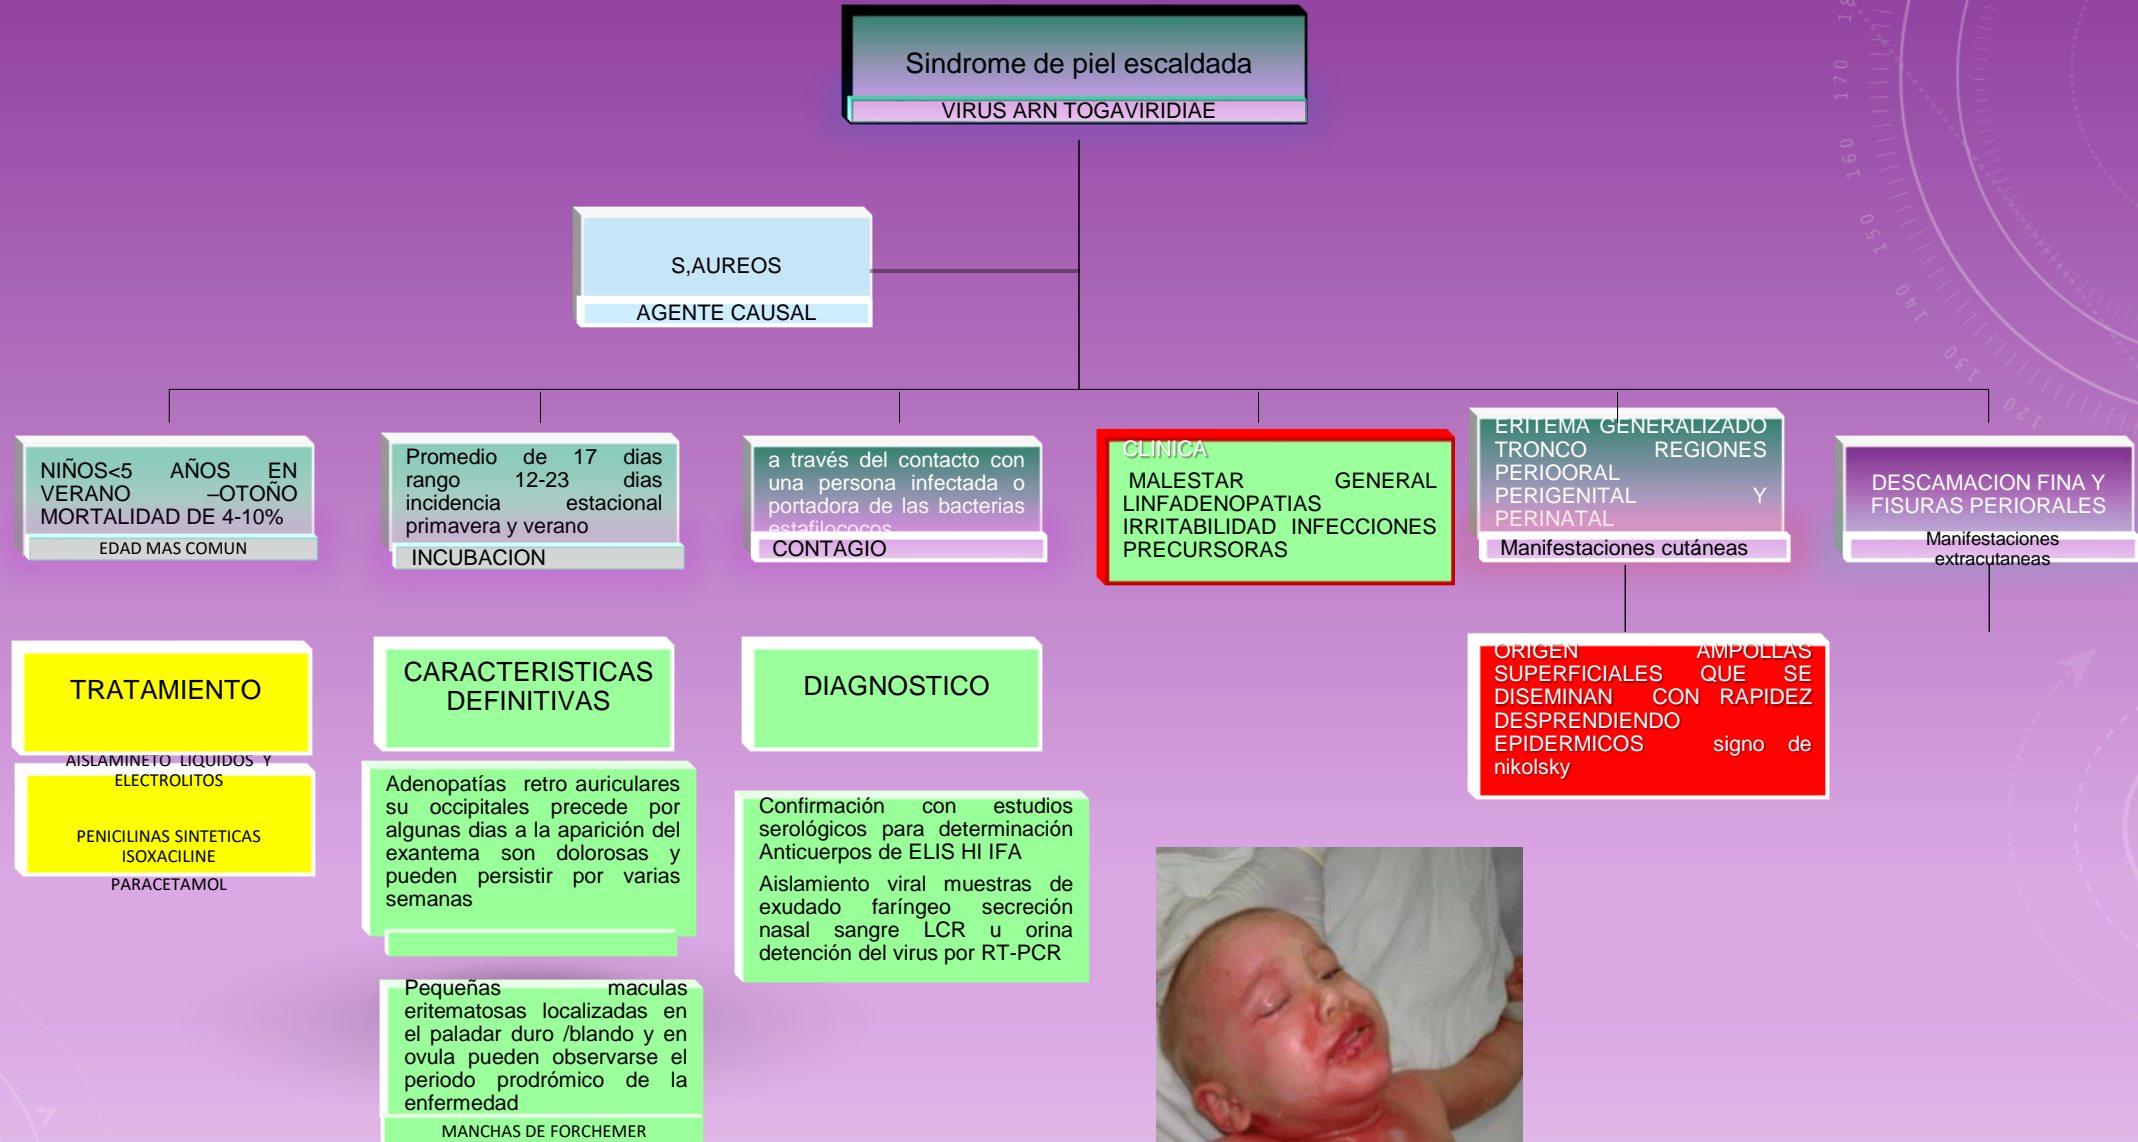 Sindrome de piel escaldada
VIRUS ARN TOGAVIRIDIAE
S,AUREOS
AGENTE CAUSAL
NIÑOS<5 AÑOS EN
VERANO –OTOÑO
MORTALIDAD DE 4-10%
EDAD MAS COMUN
Promedio de 17 dias
rango 12-23 dias
incidencia estacional
primavera y verano
INCUBACION
a través del contacto con
una persona infectada o
portadora de las bacterias
estafilococos
CONTAGIO
CLINICA
MALESTAR GENERAL
LINFADENOPATIAS
IRRITABILIDAD INFECCIONES
PRECURSORAS
ERITEMA GENERALIZADO
TRONCO REGIONES
PERIOORAL
PERIGENITAL Y
PERINATAL
Manifestaciones cutáneas
DESCAMACION FINA Y
FISURAS PERIORALES
Manifestaciones
extracutaneas
TRATAMIENTO
AISLAMINETO LIQUIDOS Y
ELECTROLITOS
PENICILINAS SINTETICAS
ISOXACILINE
PARACETAMOL
CARACTERISTICAS
DEFINITIVAS
Adenopatías retro auriculares
su occipitales precede por
algunas dias a la aparición del
exantema son dolorosas y
pueden persistir por varias
semanas
Pequeñas maculas
eritematosas localizadas en
el paladar duro /blando y en
ovula pueden observarse el
periodo prodrómico de la
enfermedad
MANCHAS DE FORCHEMER
DIAGNOSTICO
Confirmación con estudios
serológicos para determinación
Anticuerpos de ELIS HI IFA
Aislamiento viral muestras de
exudado faríngeo secreción
nasal sangre LCR u orina
detención del virus por RT-PCR
ORIGEN AMPOLLAS
SUPERFICIALES QUE SE
DISEMINAN CON RAPIDEZ
DESPRENDIENDO
EPIDERMICOS signo de
nikolsky
170
160
150
140
130
120